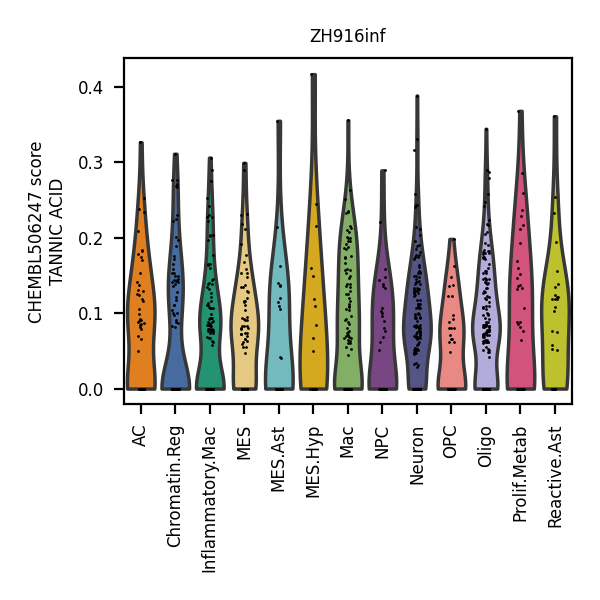 ZH916inf
CHEMBL506247 score
TANNIC ACID
0.4
0.3
0.2
0.1
0.0
AC
Chromatin.Reg
Inflammatory.Mac
MES
MES.Ast
MES.Hyp
Mac
NPC
Neuron
OPC
Oligo
Prolif.Metab
Reactive.Ast